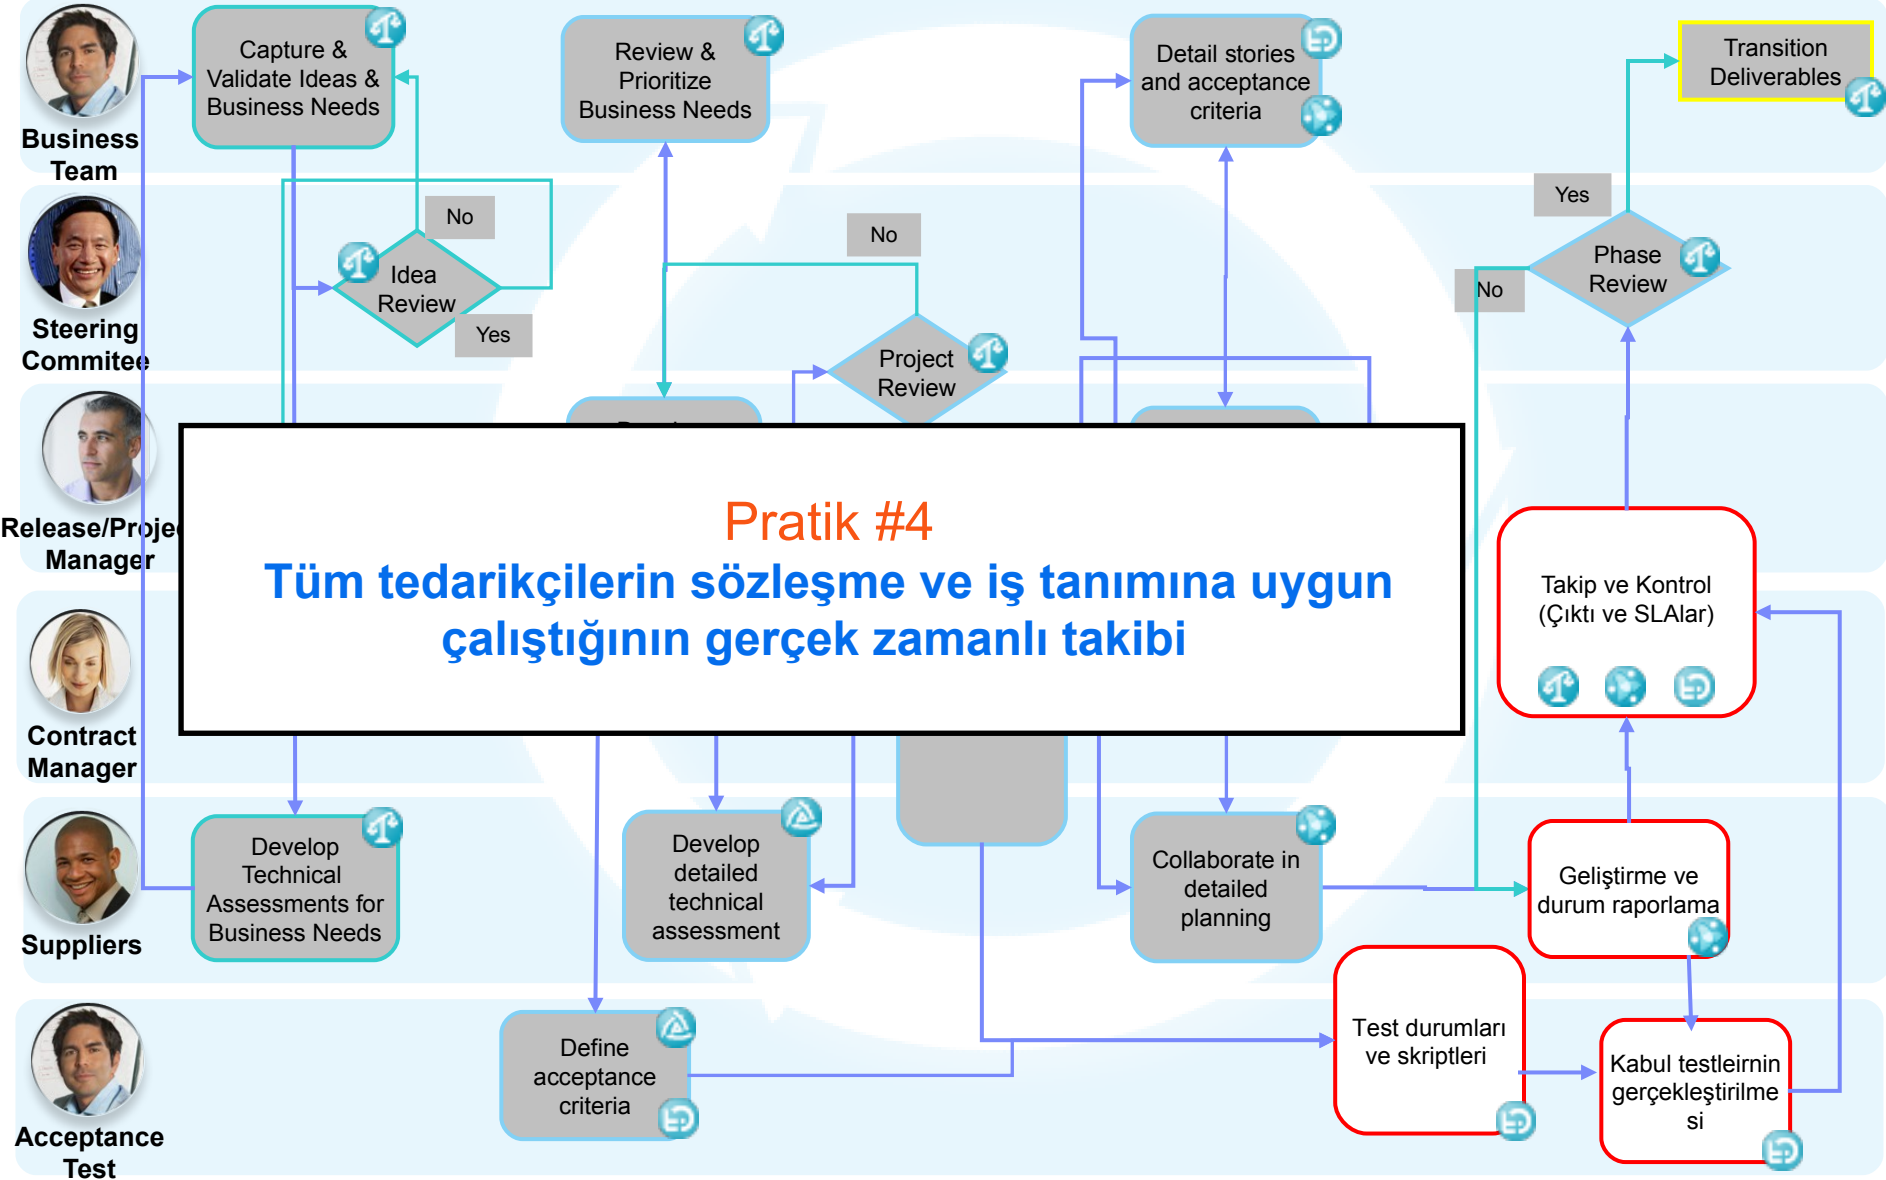 Capture &
Validate Ideas &
Business Needs
Review &
Prioritize
Business Needs
Detail stories
and acceptance
criteria
Transition
Deliverables
Business
Team
No
Idea
Review
Yes
No
Project
Review
Yes
Phase
Review
No
Steering
Commitee
Release/Projec
Manager
Pratik #4
Tüm tedarikçilerin sözleşme ve iş tanımına uygun
çalıştığının gerçek zamanlı takibi
Takip ve Kontrol
(Çıktı ve SLAlar)
Contract
Manager
Develop
Technical
Assessments for
Business Needs
Develop
detailed
technical
assessment
Collaborate in
detailed
planning
Geliştirme ve
durum raporlama
Suppliers
Define
acceptance
criteria
Test durumları
ve skriptleri
Kabul testleirnin
gerçekleştirilme
si
Acceptance
Test